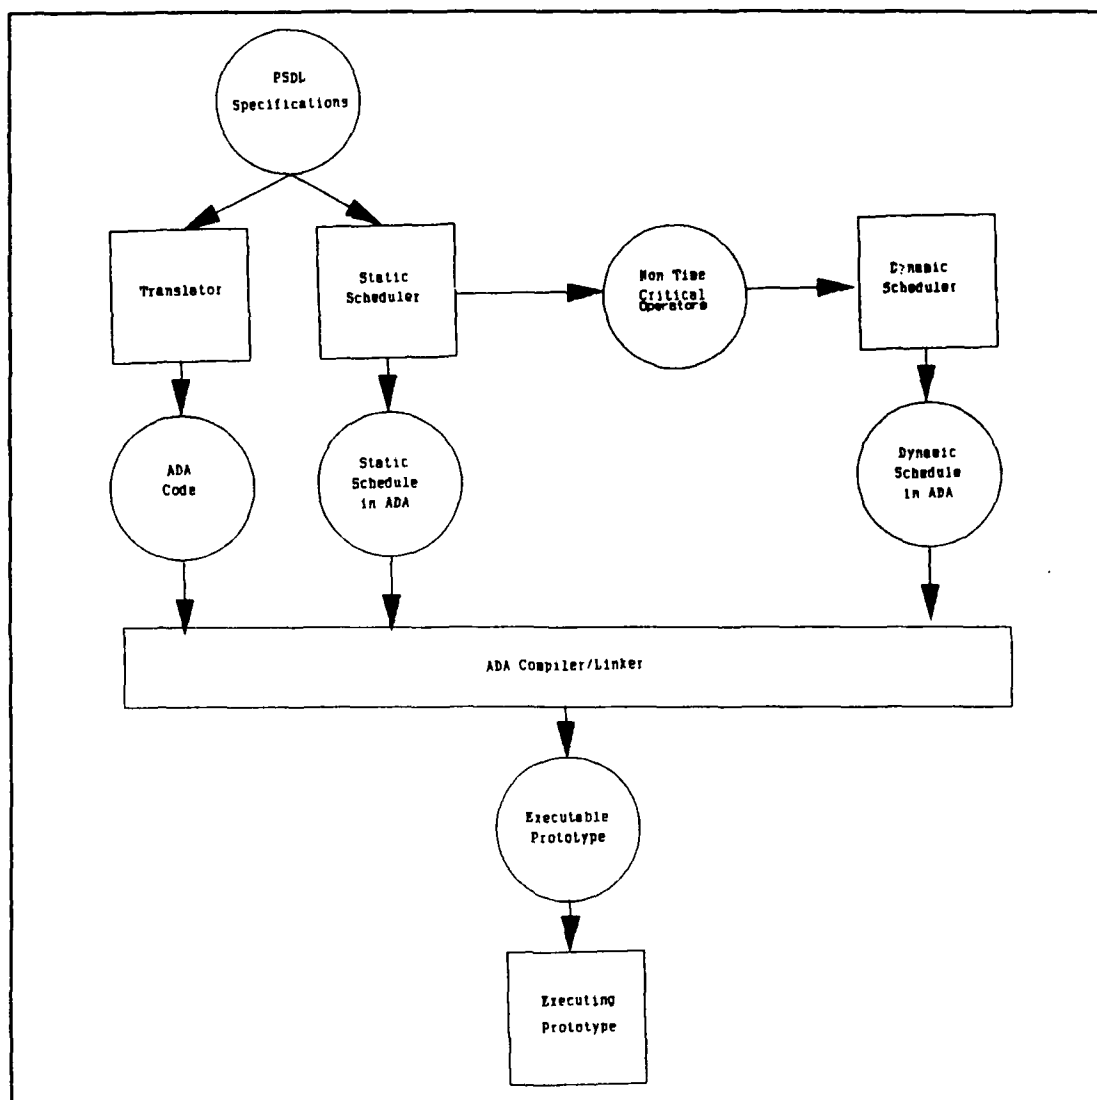 PSDL
Specifications
Translator
Static
Scheduler
Non Time
Critical
Operators
Dynamic
Scheduler
ADA
Code
Static
Schedule
in ADA
Dynamic
Schedule
in ADA
ADA Compiler/Linker
Executable
Prototype
Executing
Prototype